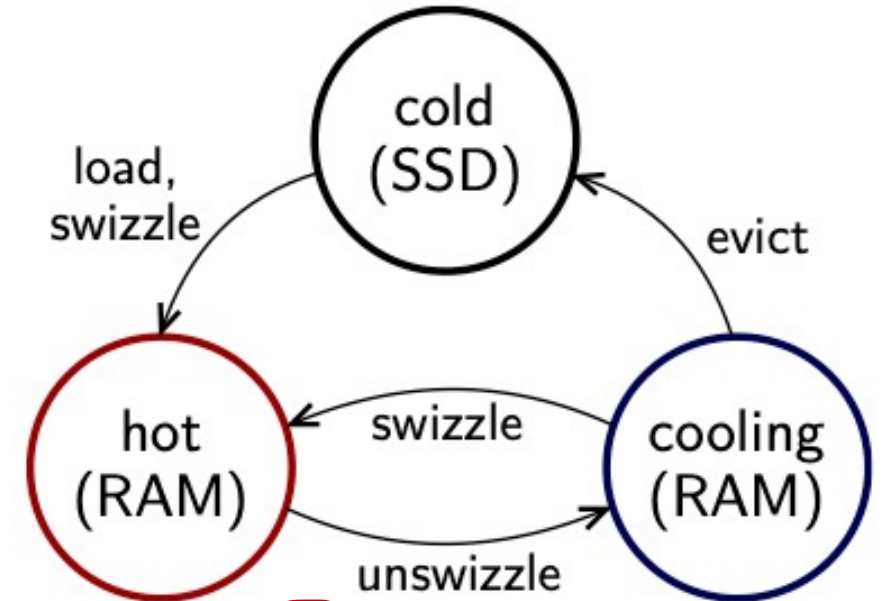 cold
(SSD)
load,
swizzle
evict
hot
(RAM)
swizzle
cooling
(RAM)
unswizzle